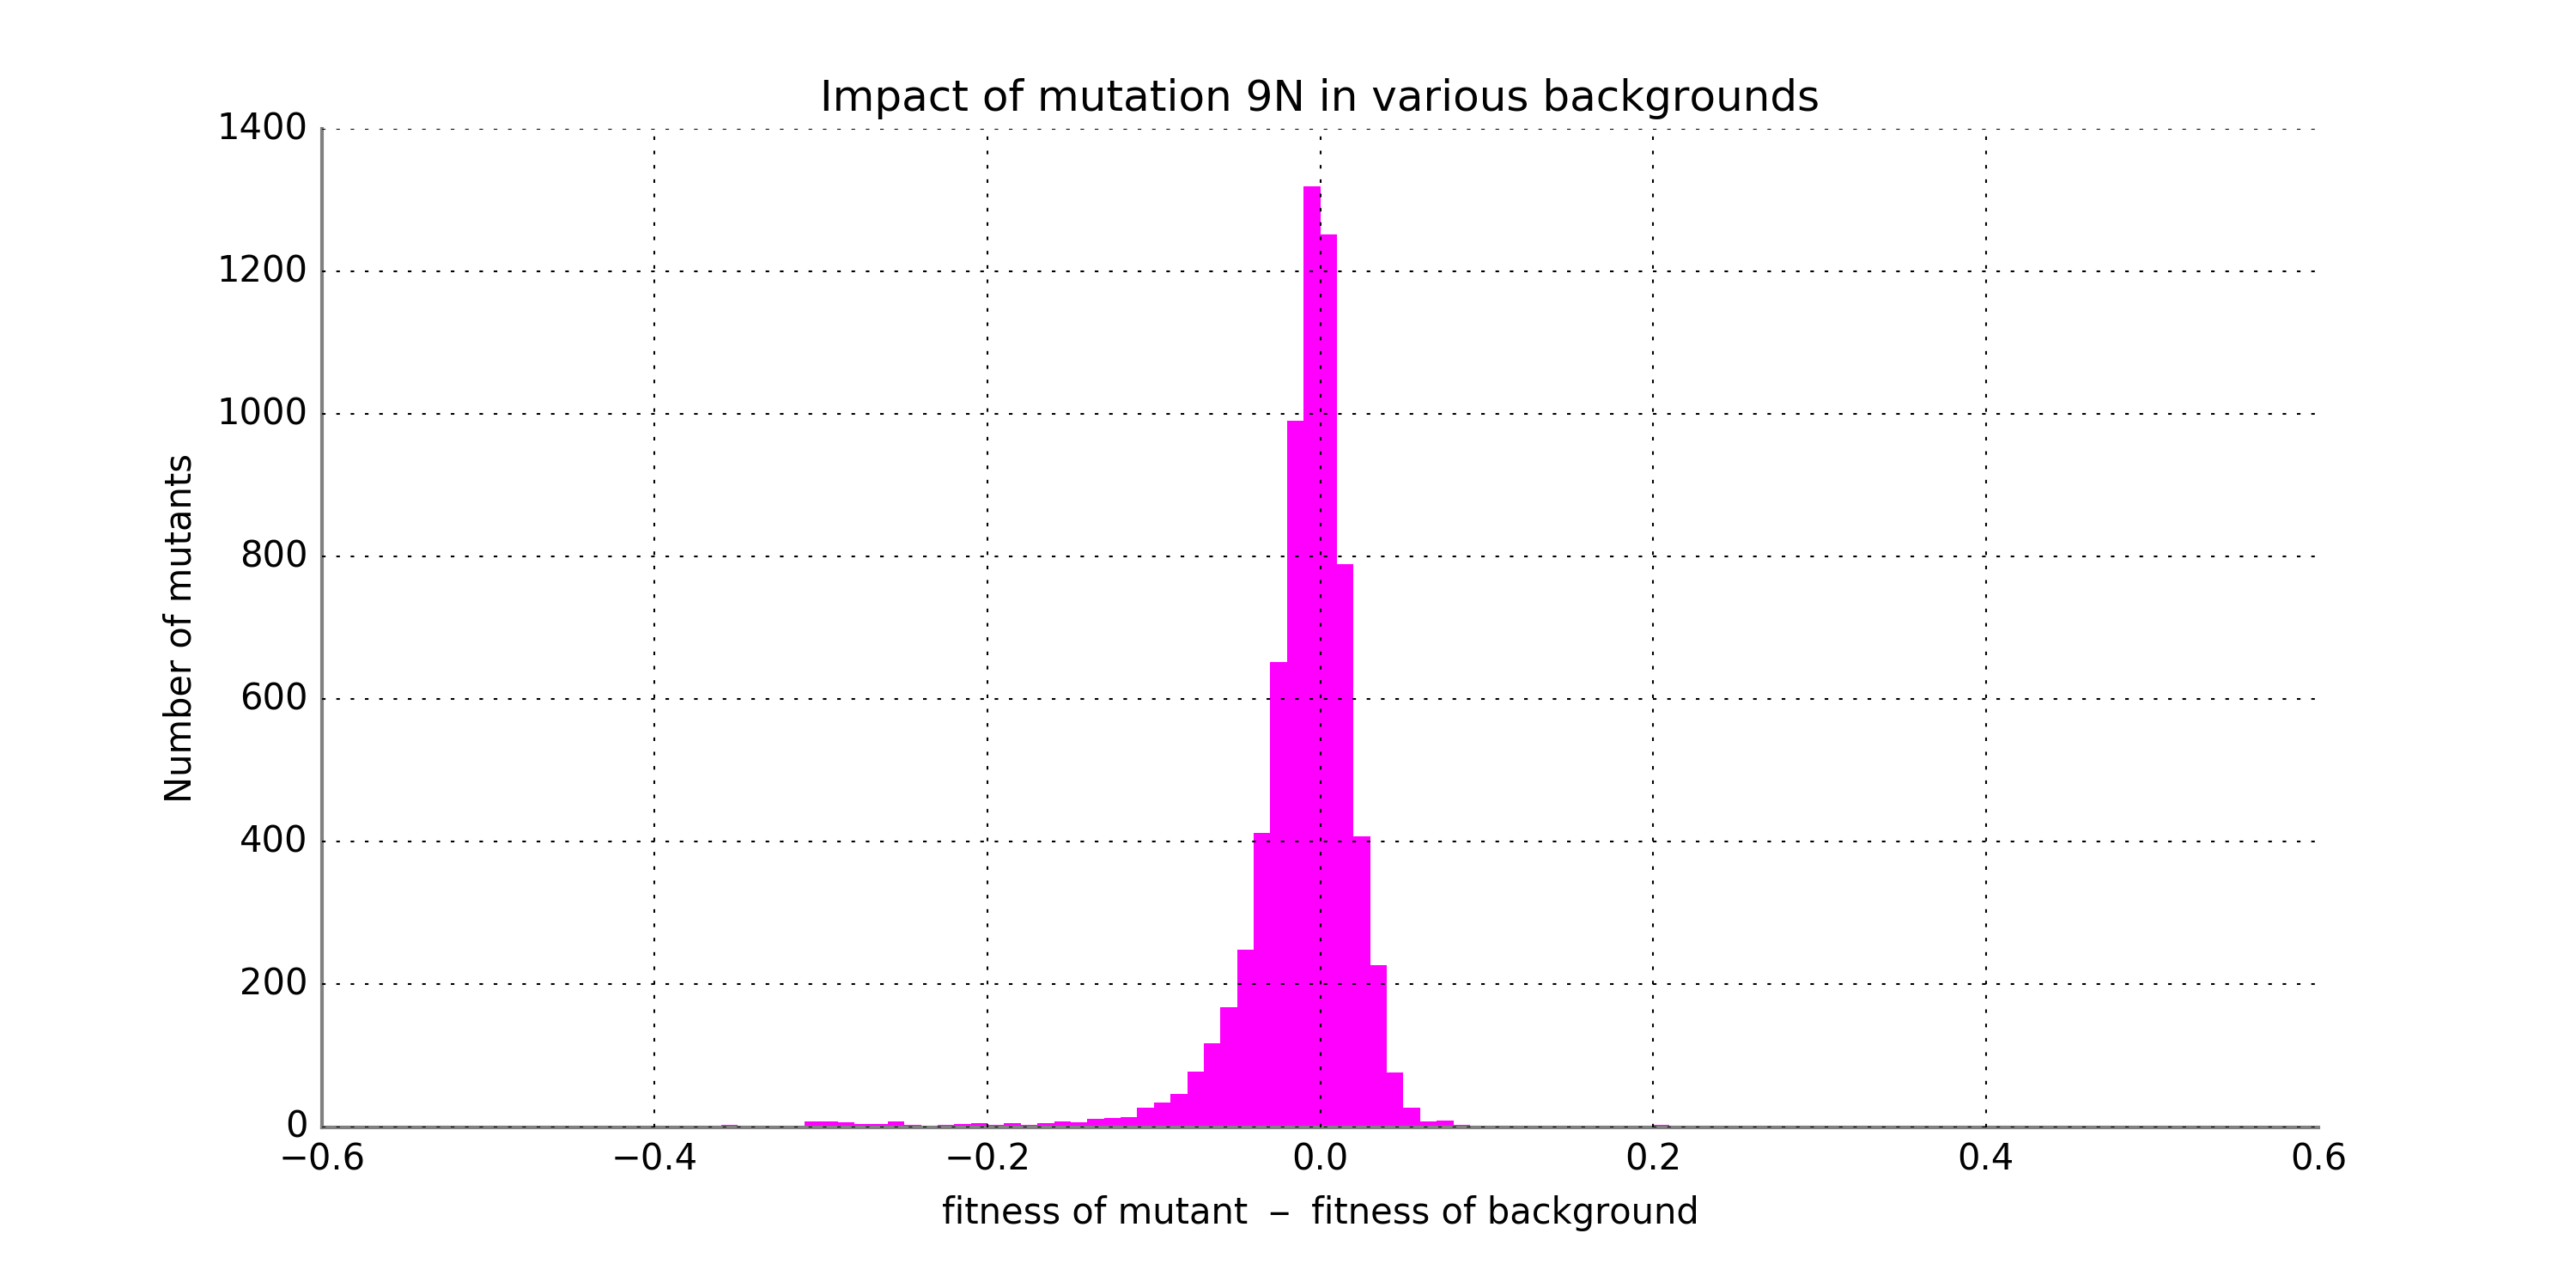 Impact of mutation 9N in various backgrounds
1400
1200
1000
800
600
400
200
0
Number of mutants
−0.6 −0.4 −0.2 0.0 0.2 0.4 0.6
fitness of mutant − fitness of background